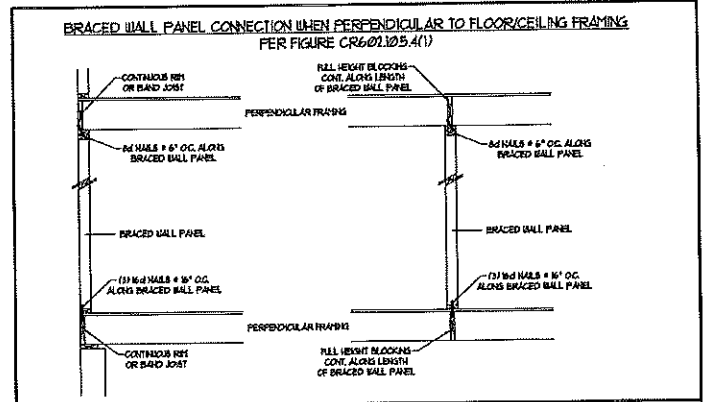 BRACED WALL PANEL CONNECTION WHEN PERPENDICULAR TO FLOOR/CEILING FRAMING
PER FIGURE CR602.10.5.4(1)
CONTINUOUS RIM
OR BAND JOIST
PERPENDICULAR FRAMING
8d NAILS @ 6" O.C. ALONG
BRACED WALL PANEL
BRACED WALL PANEL
(3) 16d NAILS @ 16" O.C.
ALONG BRACED WALL PANEL
PERPENDICULAR FRAMING
CONTINUOUS RIM
OR BAND JOIST
FULL HEIGHT BLOCKING
CONT. ALONG LENGTH
OF BRACED WALL PANEL
8d NAILS @ 6" O.C. ALONG
BRACED WALL PANEL
BRACED WALL PANEL
(3) 16d NAILS @ 16" O.C.
ALONG BRACED WALL PANEL
FULL HEIGHT BLOCKING
CONT. ALONG LENGTH
OF BRACED WALL PANEL